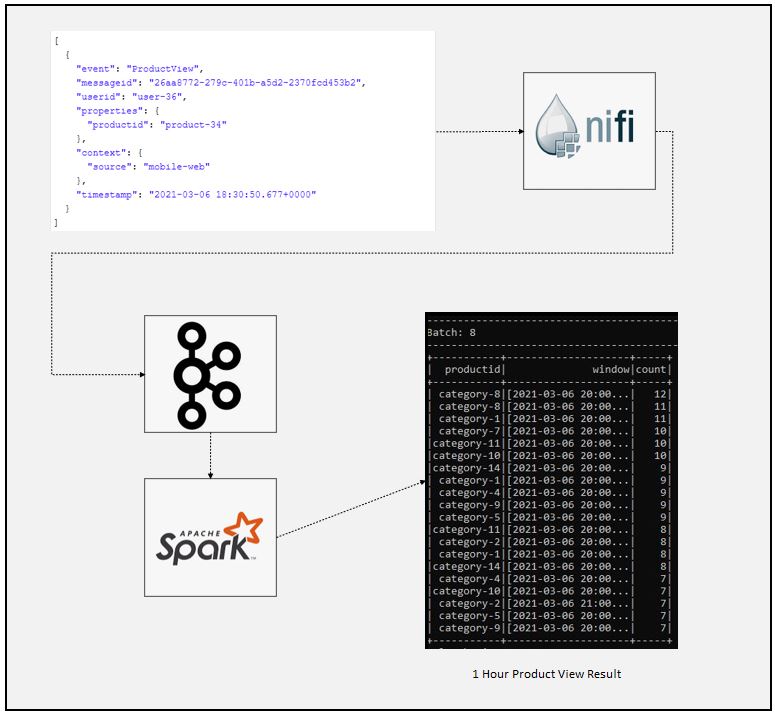 [
{
"event": "ProductView",
"messageid": "26aa8772-279c-401b-a5d2-2370fcd453b2",
"userid": "user-36",
"properties": {
"productid": "product-34"
},
"context": {
"source": "mobile-web"
},
"timestamp": "2021-03-06 18:30:50.677+0000"
}
]
nifi
APACHE
Spark™
-------------------------------------------
Batch: 8
-------------------------------------------
+-----------+--------------------+-----+
|  productid|              window|count|
+-----------+--------------------+-----+
| category-8|[2021-03-06 20:00...|   12|
| category-8|[2021-03-06 20:00...|   11|
| category-1|[2021-03-06 20:00...|   11|
| category-7|[2021-03-06 20:00...|   10|
|category-11|[2021-03-06 20:00...|   10|
|category-10|[2021-03-06 20:00...|   10|
|category-14|[2021-03-06 20:00...|    9|
| category-1|[2021-03-06 20:00...|    9|
| category-4|[2021-03-06 20:00...|    9|
| category-9|[2021-03-06 20:00...|    9|
| category-5|[2021-03-06 20:00...|    9|
|category-11|[2021-03-06 20:00...|    8|
| category-2|[2021-03-06 20:00...|    8|
| category-1|[2021-03-06 20:00...|    8|
|category-14|[2021-03-06 20:00...|    8|
| category-4|[2021-03-06 20:00...|    7|
|category-10|[2021-03-06 20:00...|    7|
| category-2|[2021-03-06 21:00...|    7|
| category-5|[2021-03-06 20:00...|    7|
| category-9|[2021-03-06 20:00...|    7|
+-----------+--------------------+-----+
1 Hour Product View Result